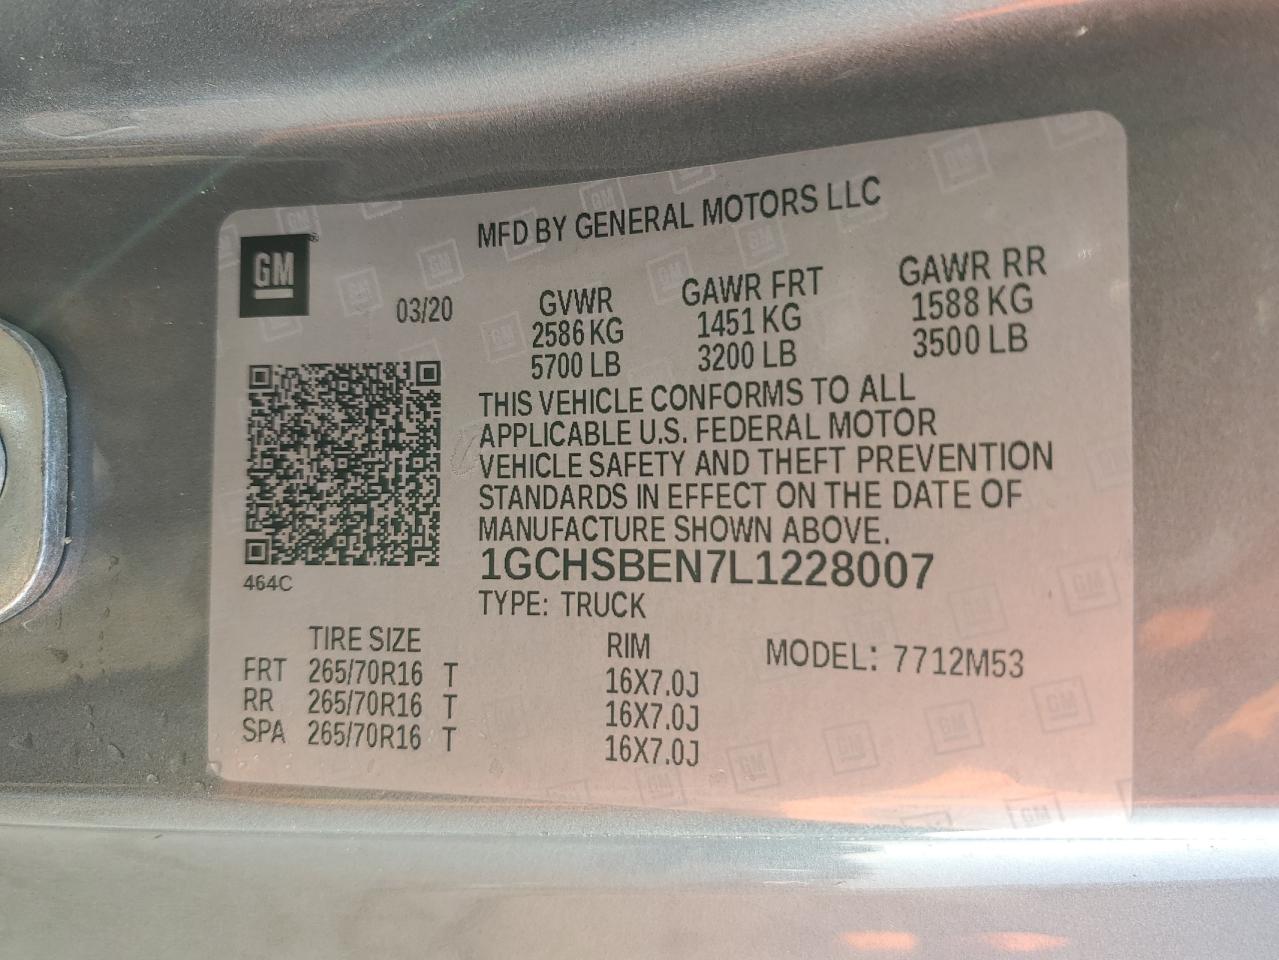 MFD BY GENERAL MOTORS LLC
GM
03/20
GVWR GAWR FRT GAWR RR
2586 KG 1451 KG 1588 KG
5700 LB 3200 LB 3500 LB
THIS VEHICLE CONFORMS TO ALL
APPLICABLE U.S. FEDERAL MOTOR
VEHICLE SAFETY AND THEFT PREVENTION
STANDARDS IN EFFECT ON THE DATE OF
MANUFACTURE SHOWN ABOVE.
1GCHSBEN7L1228007
464C
TYPE: TRUCK
TIRE SIZE RIM MODEL: 7712M53
FRT 265/70R16 T 16X7.0J
RR 265/70R16 T 16X7.0J
SPA 265/70R16 T 16X7.0J